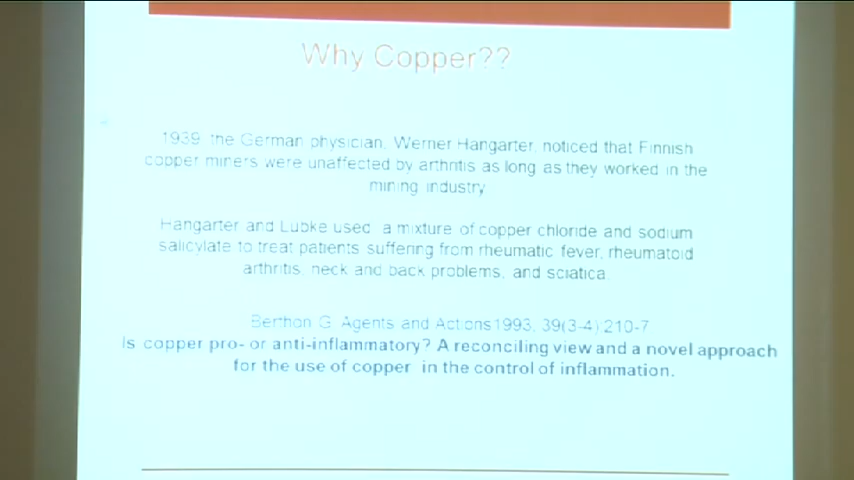 Why Copper??
1939 the German physician, Werner Hangarter, noticed that Finnish
copper miners were unaffected by arthritis as long as they worked in the
mining industry
Hangarter and Lubke used a mixture of copper chloride and sodium
salicylate to treat patients suffering from rheumatic fever, rheumatoid
arthritis, neck and back problems, and sciatica.
Berthon G. Agents and Actions1993, 39(3-4):210-7
Is copper pro- or anti-inflammatory? A reconciling view and a novel approach
for the use of copper in the control of inflammation.